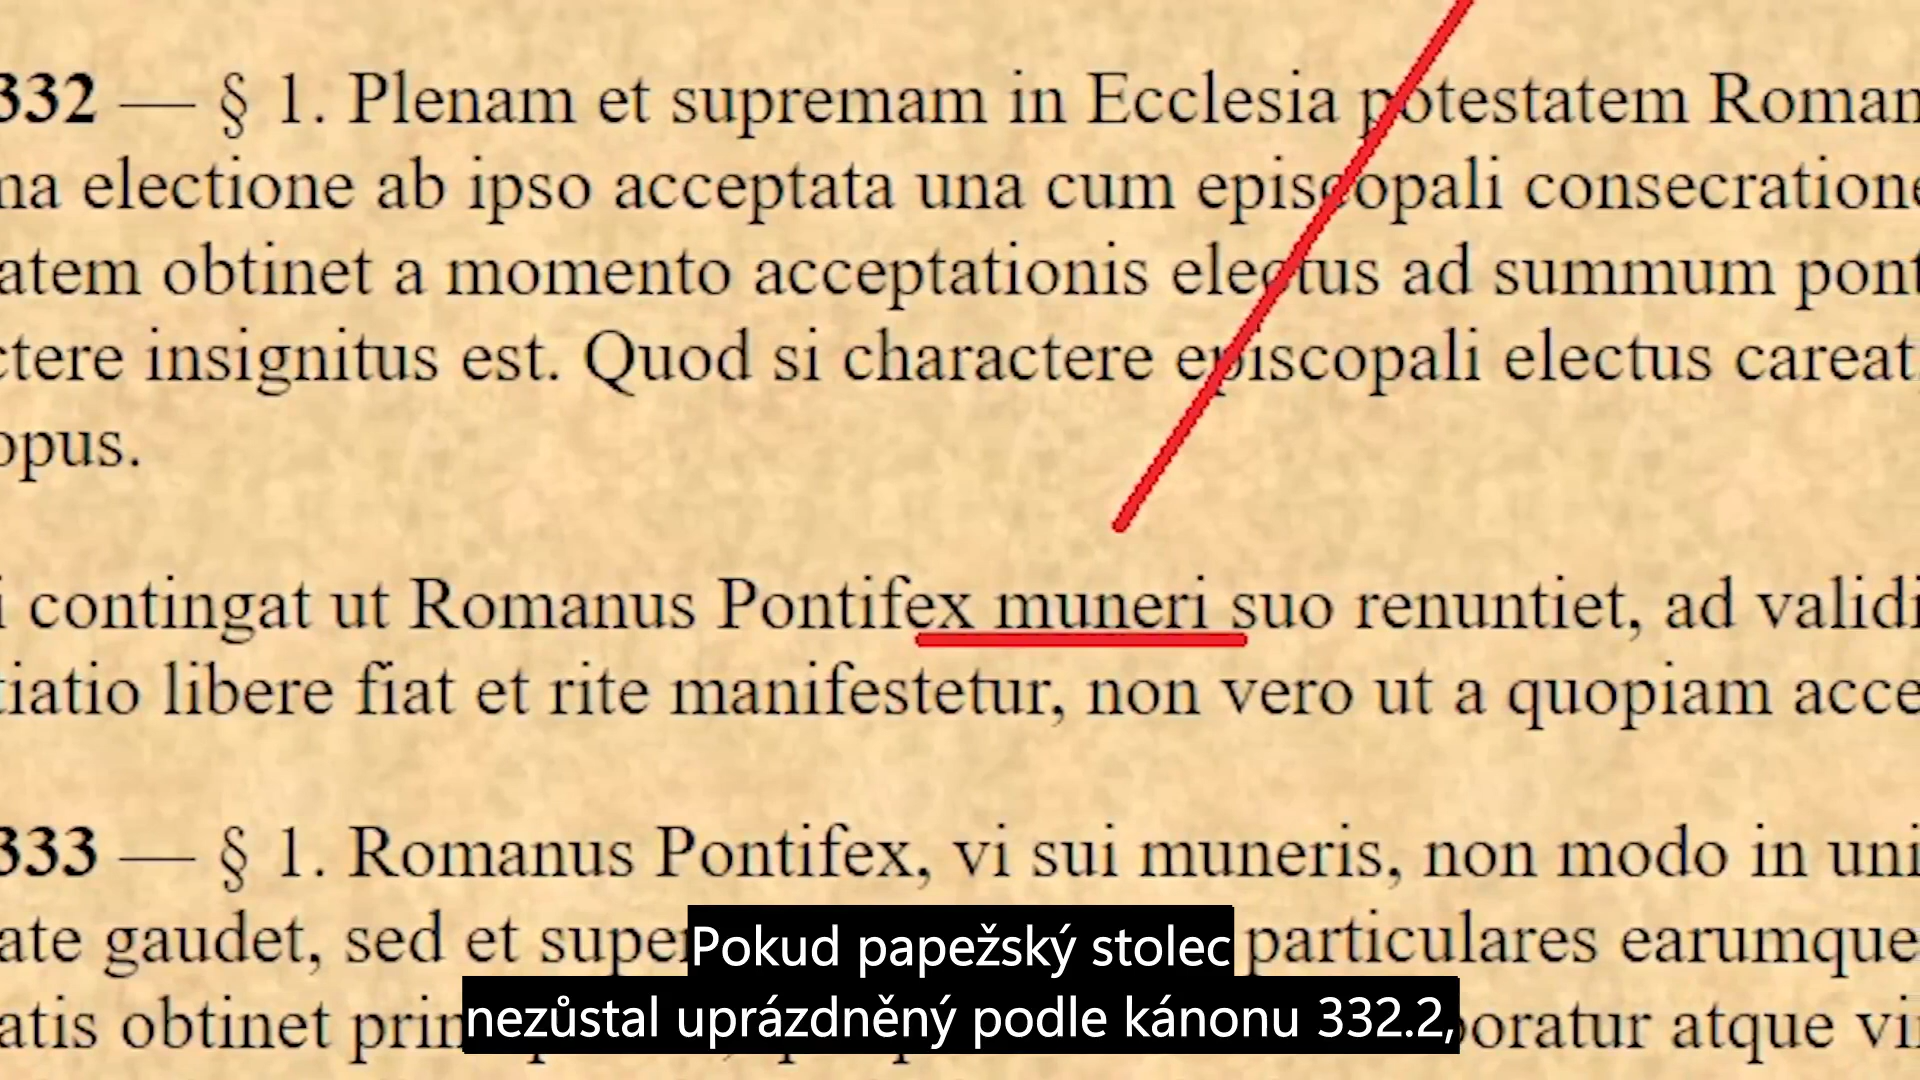 332 — § 1. Plenam et supremam in Ecclesia potestatem Roman
ma electione ab ipso acceptata una cum episcopali consecratione
atem obtinet a momento acceptationis electus ad summum pont
ctere insignitus est. Quod si charactere episcopali electus careat
opus.
i contingat ut Romanus Pontifex muneri suo renuntiet, ad validi
tiatio libere fiat et rite manifestetur, non vero ut a quopiam acce
333 — § 1. Romanus Pontifex, vi sui muneris, non modo in uni
ate gaudet, sed et super particulares earumque
atis obtinet prin boratur atque vi
Pokud papežský stolec
nezůstal uprázdněný podle kánonu 332.2,